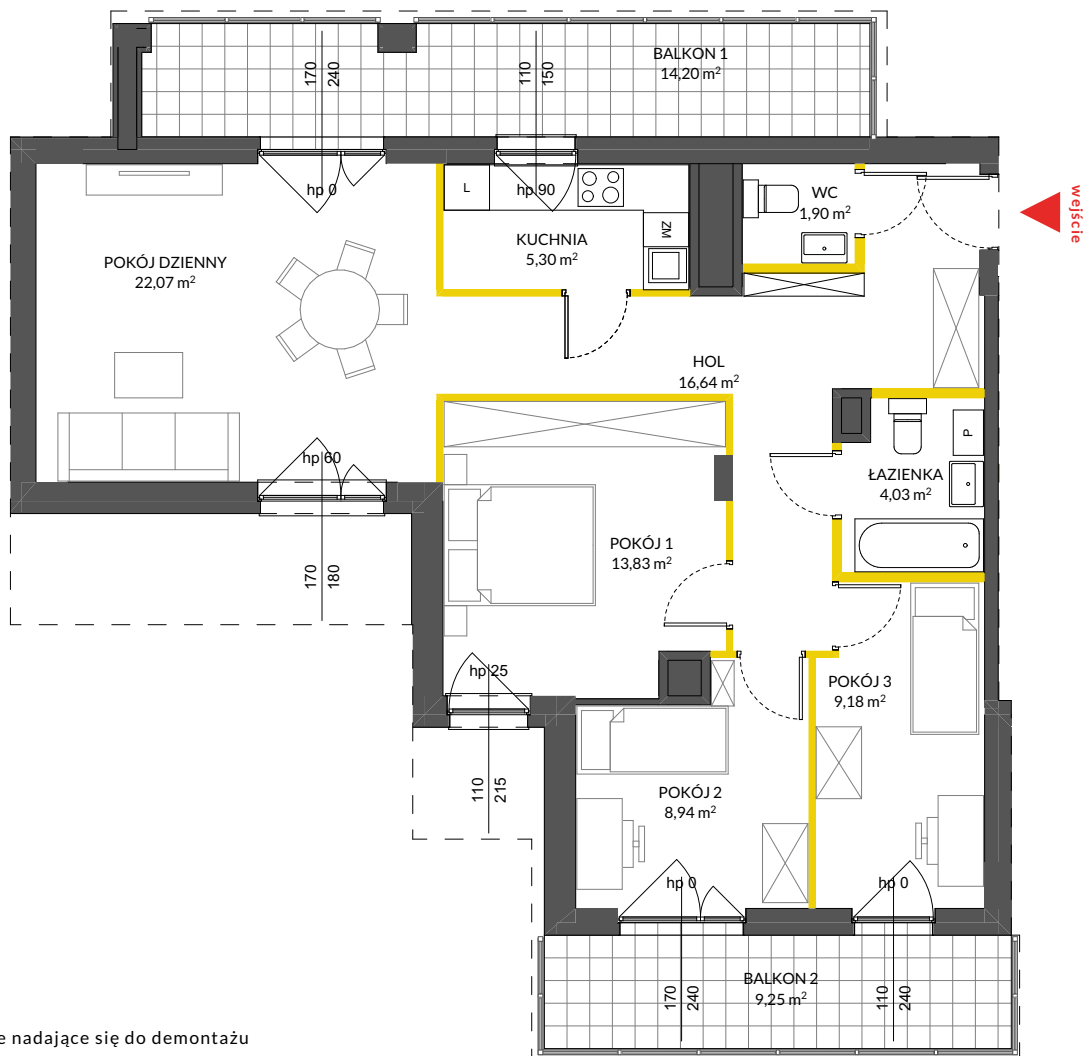 BALKON 1
14,20 m²
170
240
110
150
hp 0
hp 90
L
ZM
WC
1,90 m²
wejście
KUCHNIA
5,30 m²
POKÓJ DZIENNY
22,07 m²
HOL
16,64 m²
hp 60
P
ŁAZIENKA
4,03 m²
POKÓJ 1
13,83 m²
170
180
hp 25
POKÓJ 3
9,18 m²
110
215
POKÓJ 2
8,94 m²
hp 0
hp 0
BALKON 2
9,25 m²
170
240
110
240
e nadające się do demontażu